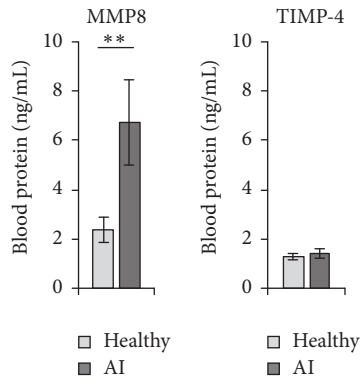 MMP8
**
Blood protein (ng/mL)
10
8
6
4
2
0
Healthy
AI
TIMP-4
Blood protein (ng/mL)
10
8
6
4
2
0
Healthy
AI